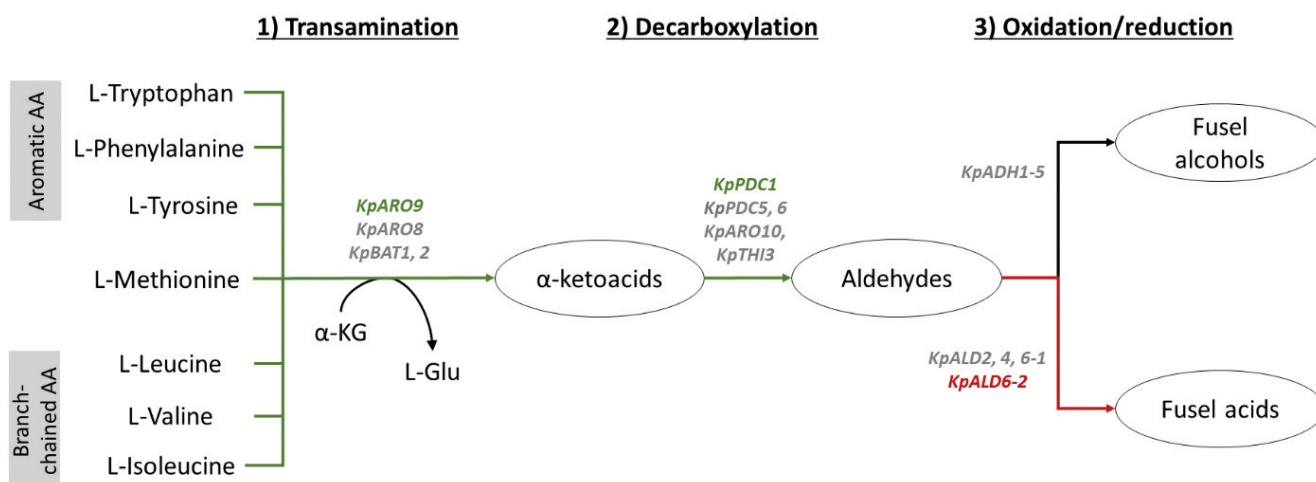 1) Transamination
2) Decarboxylation
3) Oxidation/reduction
Aromatic AA
L-Tryptophan
L-Phenylalanine
L-Tyrosine
L-Methionine
Branch-
chained AA
L-Leucine
L-Valine
L-Isoleucine
KpARO9
KpARO8
KpBAT1, 2
α-KG
L-Glu
α-ketoacids
KpPDC1
KpPDC5, 6
KpARO10,
KpTHI3
Aldehydes
KpADH1-5
Fusel
alcohols
KpALD2, 4, 6-1
KpALD6-2
Fusel acids